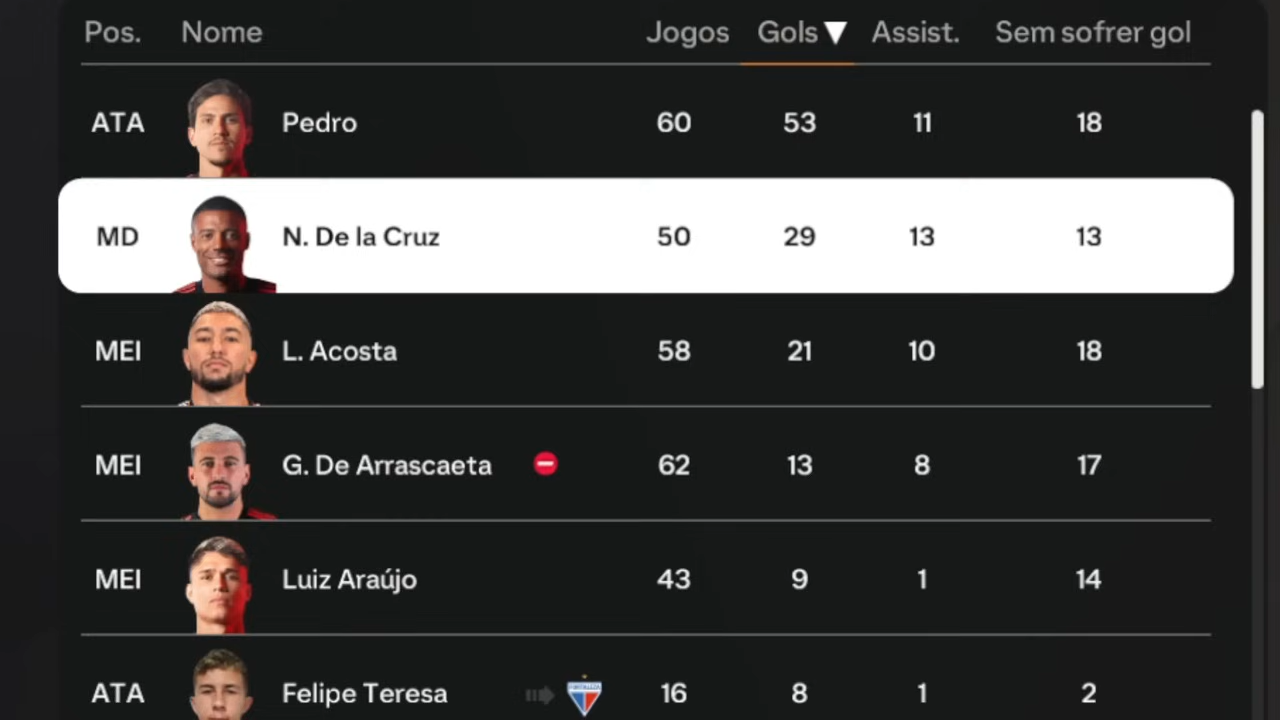 Pos. Nome Jogos Gols ▼ Assist. Sem sofrer gol
ATA Pedro 60 53 11 18
MD N. De la Cruz 50 29 13 13
MEI L. Acosta 58 21 10 18
MEI G. De Arrascaeta 62 13 8 17
MEI Luiz Araújo 43 9 1 14
ATA Felipe Teresa 16 8 1 2